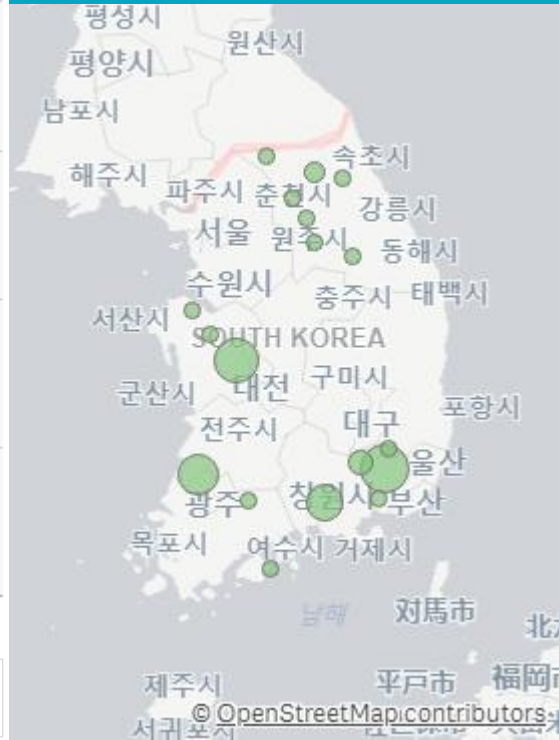 평성시
원산시
평양시
남포시
속초시
해주시
파주시
춘천시
강릉시
서울
원주시
동해시
수원시
충주시
태백시
서산시
SOUTH KOREA
대전
구미시
군산시
포항시
전주시
대구
울산
광주
창원시
부산
목포시
여수시
거제시
남해
対馬市
제주시
平戸市
서귀포시
© OpenStreetMap contributors